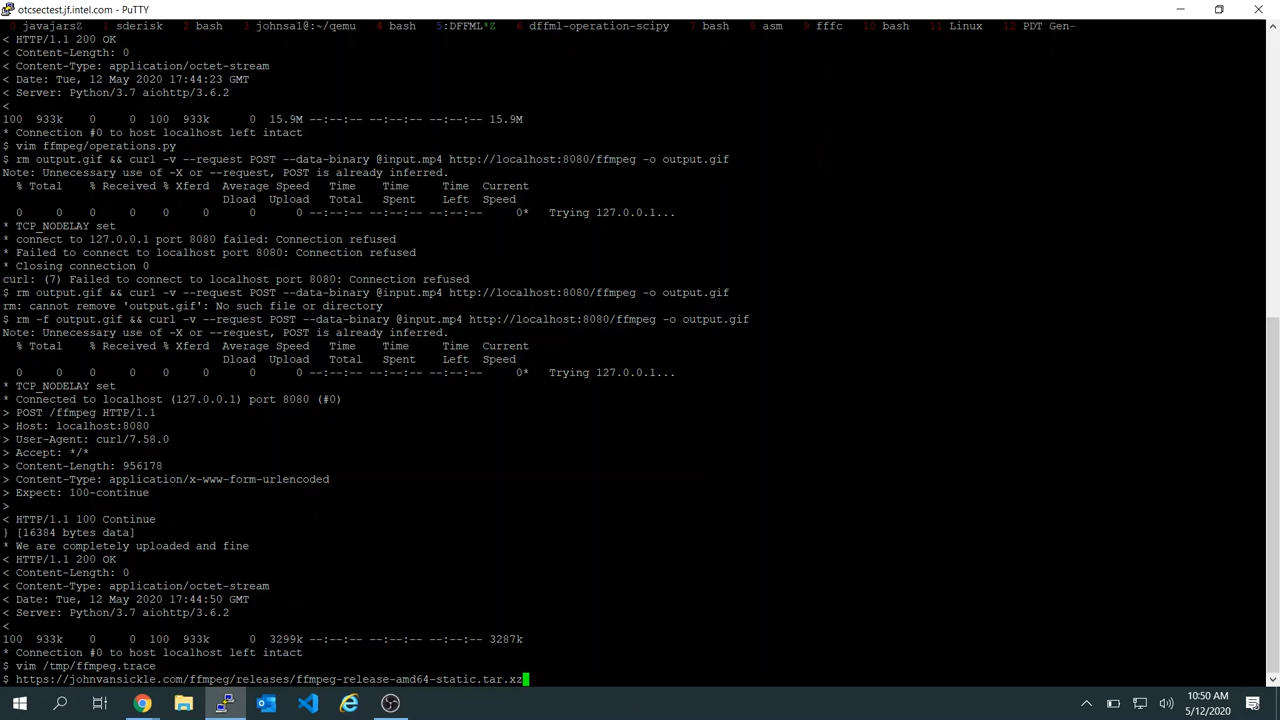 otcsectest.jf.intel.com - PuTTY
0 javajarsZ 1 sderisk 2 bash 3 johnsa1@:~/qemu 4 bash 5:DFFML*Z 6 dffml-operation-scipy 7 bash 8 asm 9 fffc 10 bash 11 Linux 12 PDT Gen-
< HTTP/1.1 200 OK
< Content-Length: 0
< Content-Type: application/octet-stream
< Date: Tue, 12 May 2020 17:44:23 GMT
< Server: Python/3.7 aiohttp/3.6.2
<
100 933k 0 0 100 933k 0 15.9M --:--:-- --:--:-- --:--:-- 15.9M
* Connection #0 to host localhost left intact
$ vim ffmpeg/operations.py
$ rm output.gif && curl -v --request POST --data-binary @input.mp4 http://localhost:8080/ffmpeg -o output.gif
Note: Unnecessary use of -X or --request, POST is already inferred.
% Total % Received % Xferd Average Speed Time Time Time Current
Dload Upload Total Spent Left Speed
0 0 0 0 0 0 0 0 --:--:-- --:--:-- --:--:-- 0* Trying 127.0.0.1...
* TCP_NODELAY set
* connect to 127.0.0.1 port 8080 failed: Connection refused
* Failed to connect to localhost port 8080: Connection refused
* Closing connection 0
curl: (7) Failed to connect to localhost port 8080: Connection refused
$ rm output.gif && curl -v --request POST --data-binary @input.mp4 http://localhost:8080/ffmpeg -o output.gif
rm: cannot remove 'output.gif': No such file or directory
$ rm -f output.gif && curl -v --request POST --data-binary @input.mp4 http://localhost:8080/ffmpeg -o output.gif
Note: Unnecessary use of -X or --request, POST is already inferred.
% Total % Received % Xferd Average Speed Time Time Time Current
Dload Upload Total Spent Left Speed
0 0 0 0 0 0 0 0 --:--:-- --:--:-- --:--:-- 0* Trying 127.0.0.1...
* TCP_NODELAY set
* Connected to localhost (127.0.0.1) port 8080 (#0)
> POST /ffmpeg HTTP/1.1
> Host: localhost:8080
> User-Agent: curl/7.58.0
> Accept: */*
> Content-Length: 956178
> Content-Type: application/x-www-form-urlencoded
> Expect: 100-continue
>
< HTTP/1.1 100 Continue
} [16384 bytes data]
* We are completely uploaded and fine
< HTTP/1.1 200 OK
< Content-Length: 0
< Content-Type: application/octet-stream
< Date: Tue, 12 May 2020 17:44:50 GMT
< Server: Python/3.7 aiohttp/3.6.2
<
100 933k 0 0 100 933k 0 3299k --:--:-- --:--:-- --:--:-- 3287k
* Connection #0 to host localhost left intact
$ vim /tmp/ffmpeg.trace
$ https://johnvansickle.com/ffmpeg/releases/ffmpeg-release-amd64-static.tar.xz
10:50 AM
5/12/2020